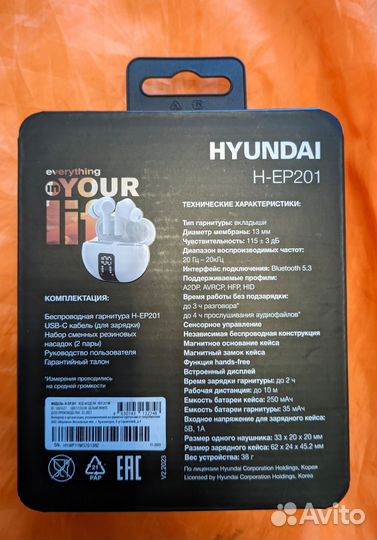 HYUNDAI
H-EP201
everything
in YOUR
life
ТЕХНИЧЕСКИЕ ХАРАКТЕРИСТИКИ:
Тип гарнитуры: вкладыши
Диаметр мембраны: 13 мм
Чувствительность: 115 ± 3 дБ
Диапазон воспроизводимых частот:
20 Гц – 20кГц
Интерфейс подключения: Bluetooth 5.3
Поддерживаемые профили:
A2DP, AVRCP, HFP, HID
Время работы без подзарядки:
до 3 ч разговора*
до 4 ч прослушивания аудиофайлов*
Сенсорное управление
Независимая беспроводная конструкция
Магнитное основание кейса
Магнитный замок кейса
Функция hands-free
Встроенный дисплей
Время зарядки гарнитуры: до 2 ч
Рабочая дистанция: до 10 м
Емкость батареи кейса: 250 мАч
Емкость батареи гарнитуры: 35 мАч
Входное напряжение для зарядного кейса:
5В, 1А
Размер одного наушника: 33 x 20 x 20 мм
Размер зарядного кейса: 62 x 24 x 45.2 мм
Вес устройства: 38 г
По лицензии Hyundai Corporation Holdings, Корея
Licensed by Hyundai Corporation Holdings, Korea
КОМПЛЕКТАЦИЯ:
Беспроводная гарнитура H-EP201
USB-C кабель (для зарядки)
Набор сменных резиновых
насадок (2 пары)
Руководство пользователя
Гарантийный талон
*Измерения проводились
на средней громкости
21
PAP
EAC
V2.2023
Avito